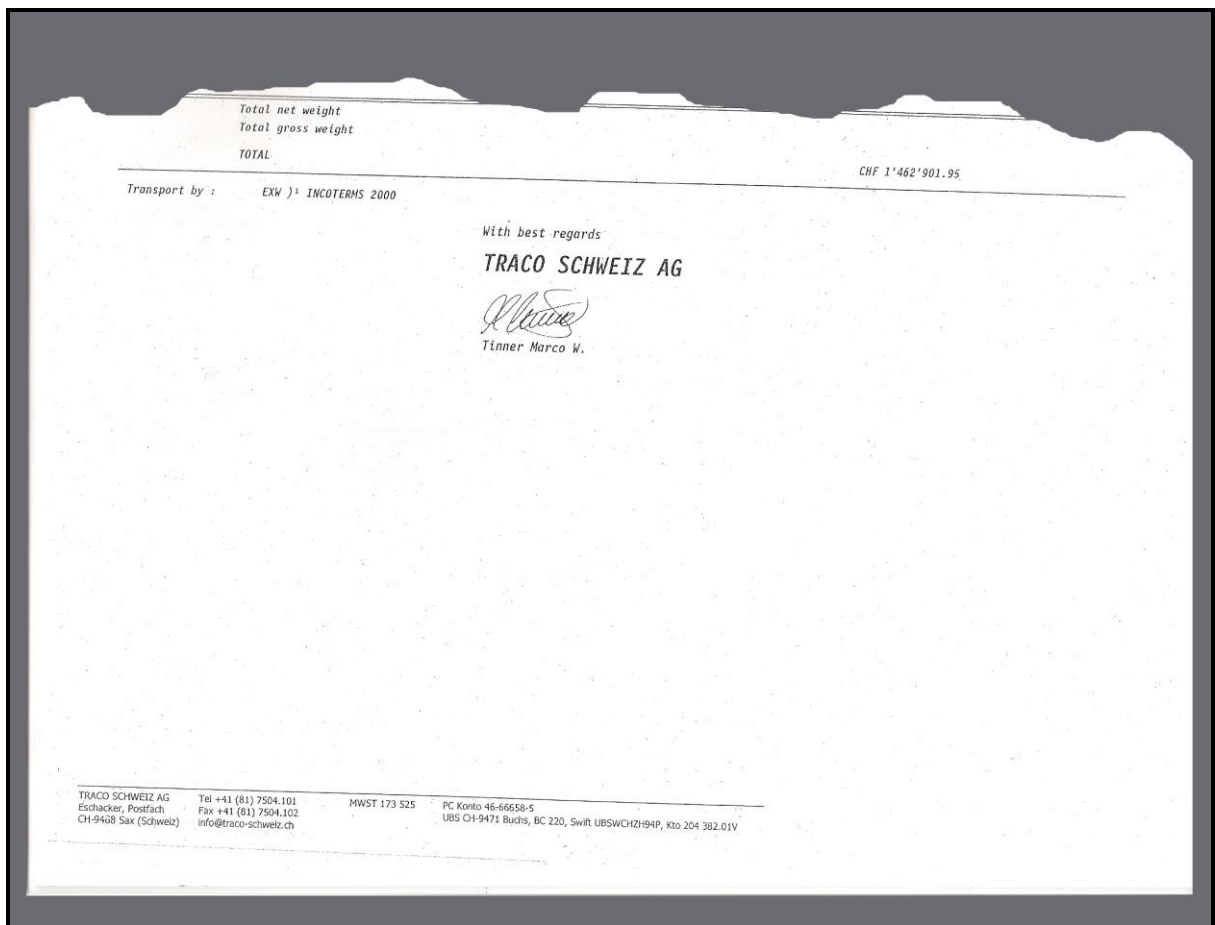 Total net weight
Total gross weight
TOTAL
CHF 1'462'901.95
Transport by : EXW )¹ INCOTERMS 2000
With best regards
TRACO SCHWEIZ AG
Tinner Marco W.
TRACO SCHWEIZ AG
Eschacker, Postfach
CH-9468 Sax (Schweiz)
Tel +41 (81) 7504.101
Fax +41 (81) 7504.102
info@traco-schweiz.ch
MWST 173 525
PC Konto 46-66658-5
UBS CH-9471 Buchs, BC 220, Swift UBSWCHZH94P, Kto 204 382.01V